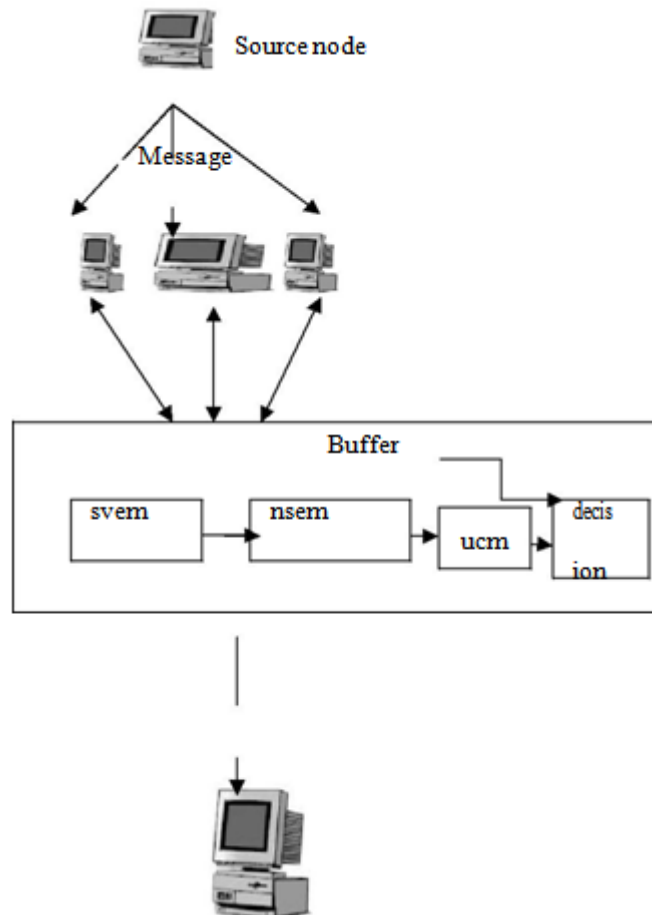 Source node
Message
Buffer
svem
nsem
ucm
decis
ion